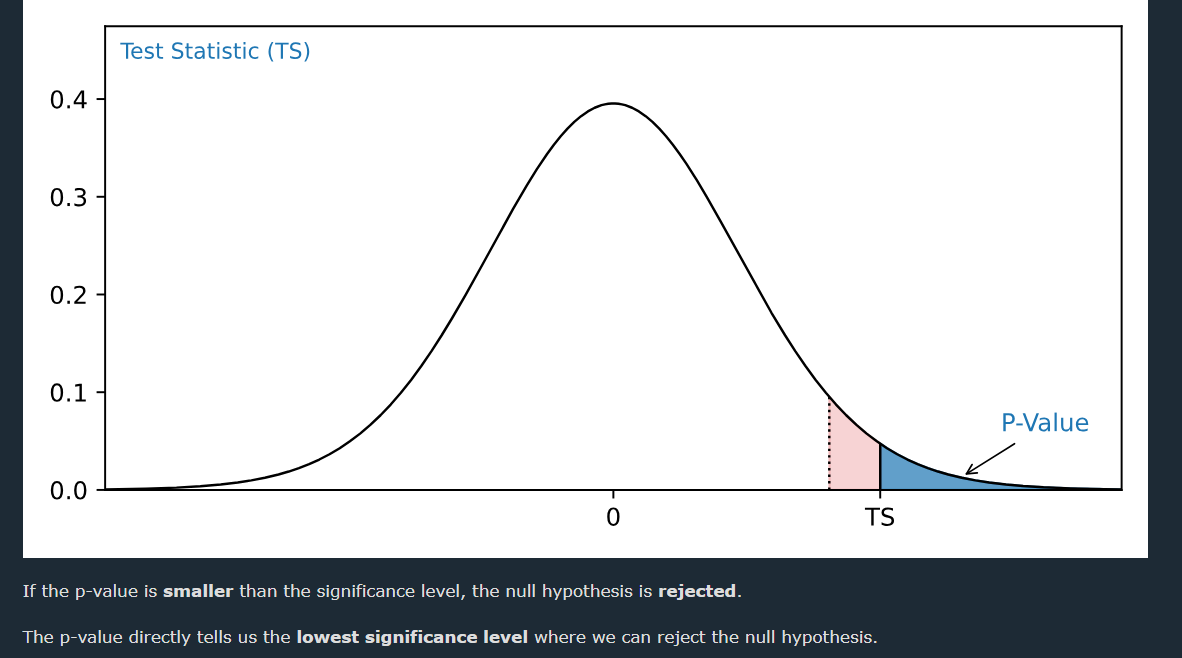 Test Statistic (TS)
0.4
0.3
0.2
0.1
P-Value
0.0
0 TS
If the p-value is smaller than the significance level, the null hypothesis is rejected.
The p-value directly tells us the lowest significance level where we can reject the null hypothesis.